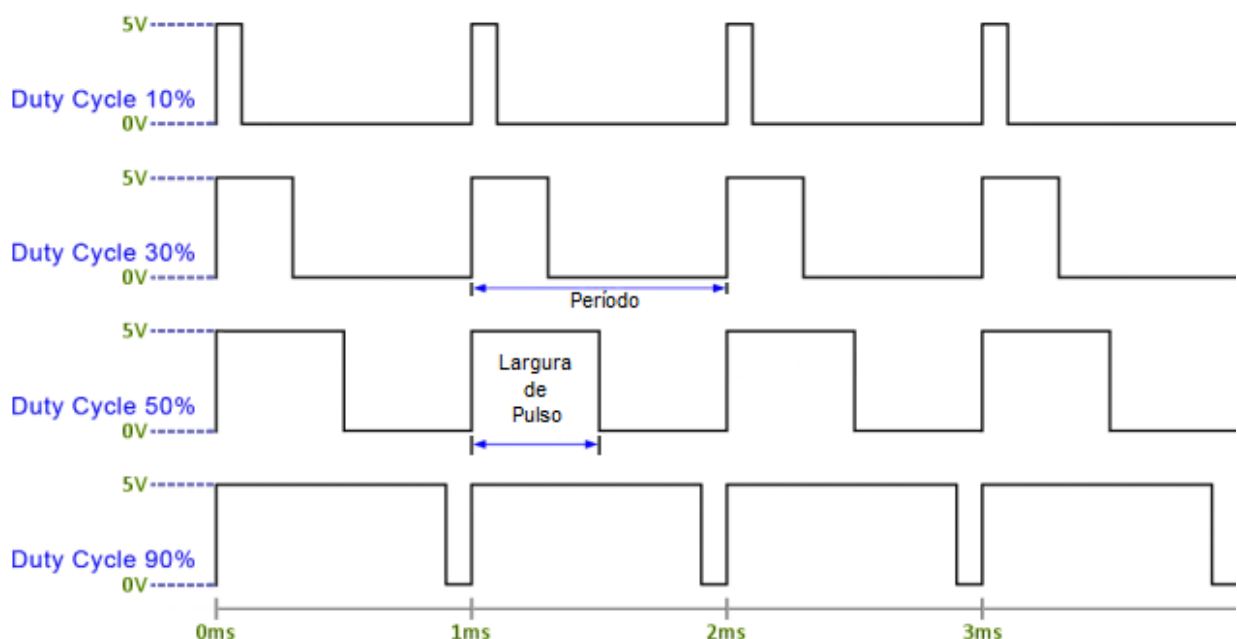 5V
Duty Cycle 10%
0V
5V
Duty Cycle 30%
0V
Período
5V
Largura
de
Pulso
Duty Cycle 50%
0V
5V
Duty Cycle 90%
0V
0ms 1ms 2ms 3ms